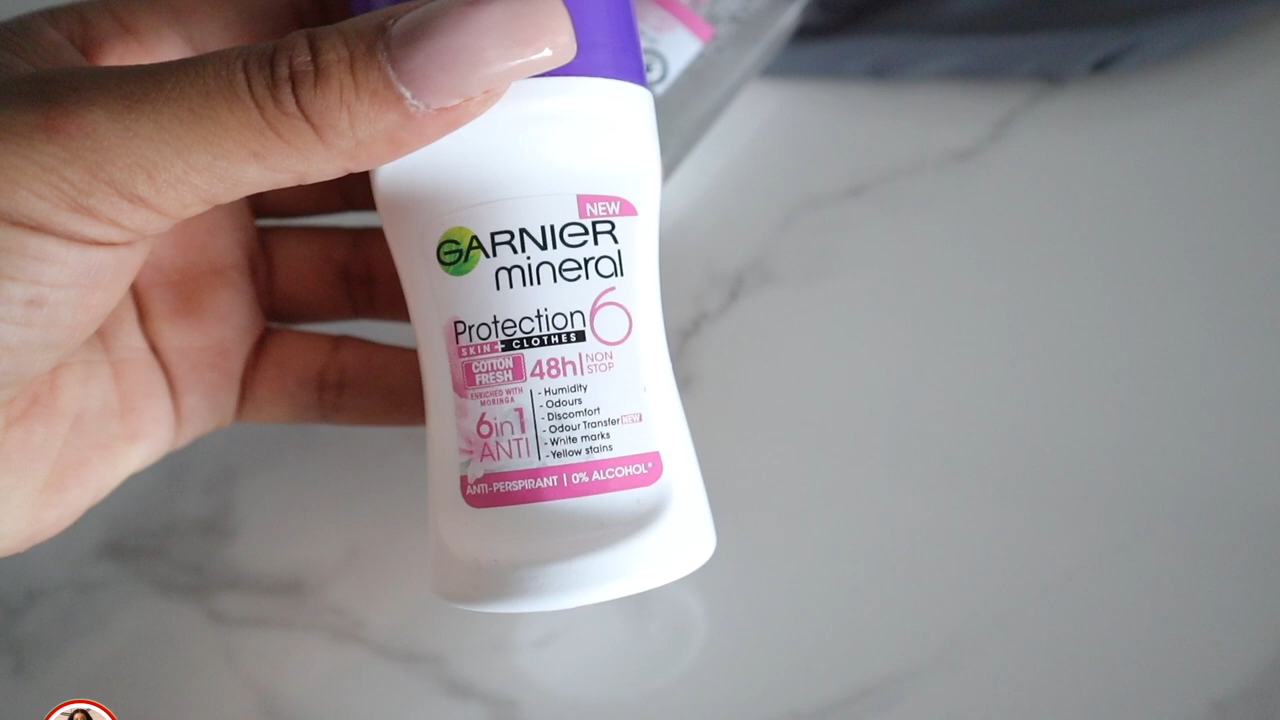 NEW
GARNIER
mineral
Protection 6
SKIN + CLOTHES
COTTON FRESH
48h NON STOP
ENRICHED WITH MORINGA
6in1 ANTI
- Humidity
- Odours
- Discomfort
- Odour Transfer NEW
- White marks
- Yellow stains
ANTI-PERSPIRANT | 0% ALCOHOL*